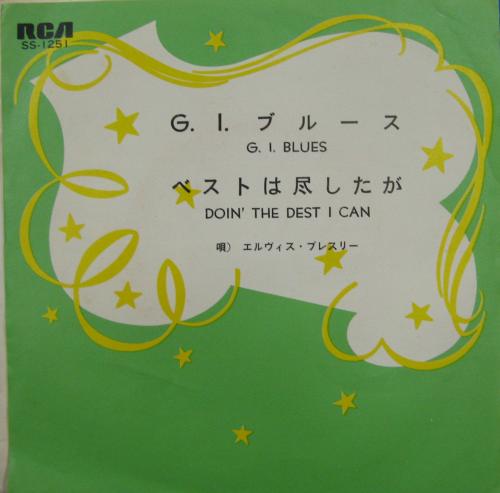 RCA
SS-1251
G. I. ブルース
G. I. BLUES
ベストは尽したが
DOIN' THE DEST I CAN
唄） エルヴィス・プレスリー